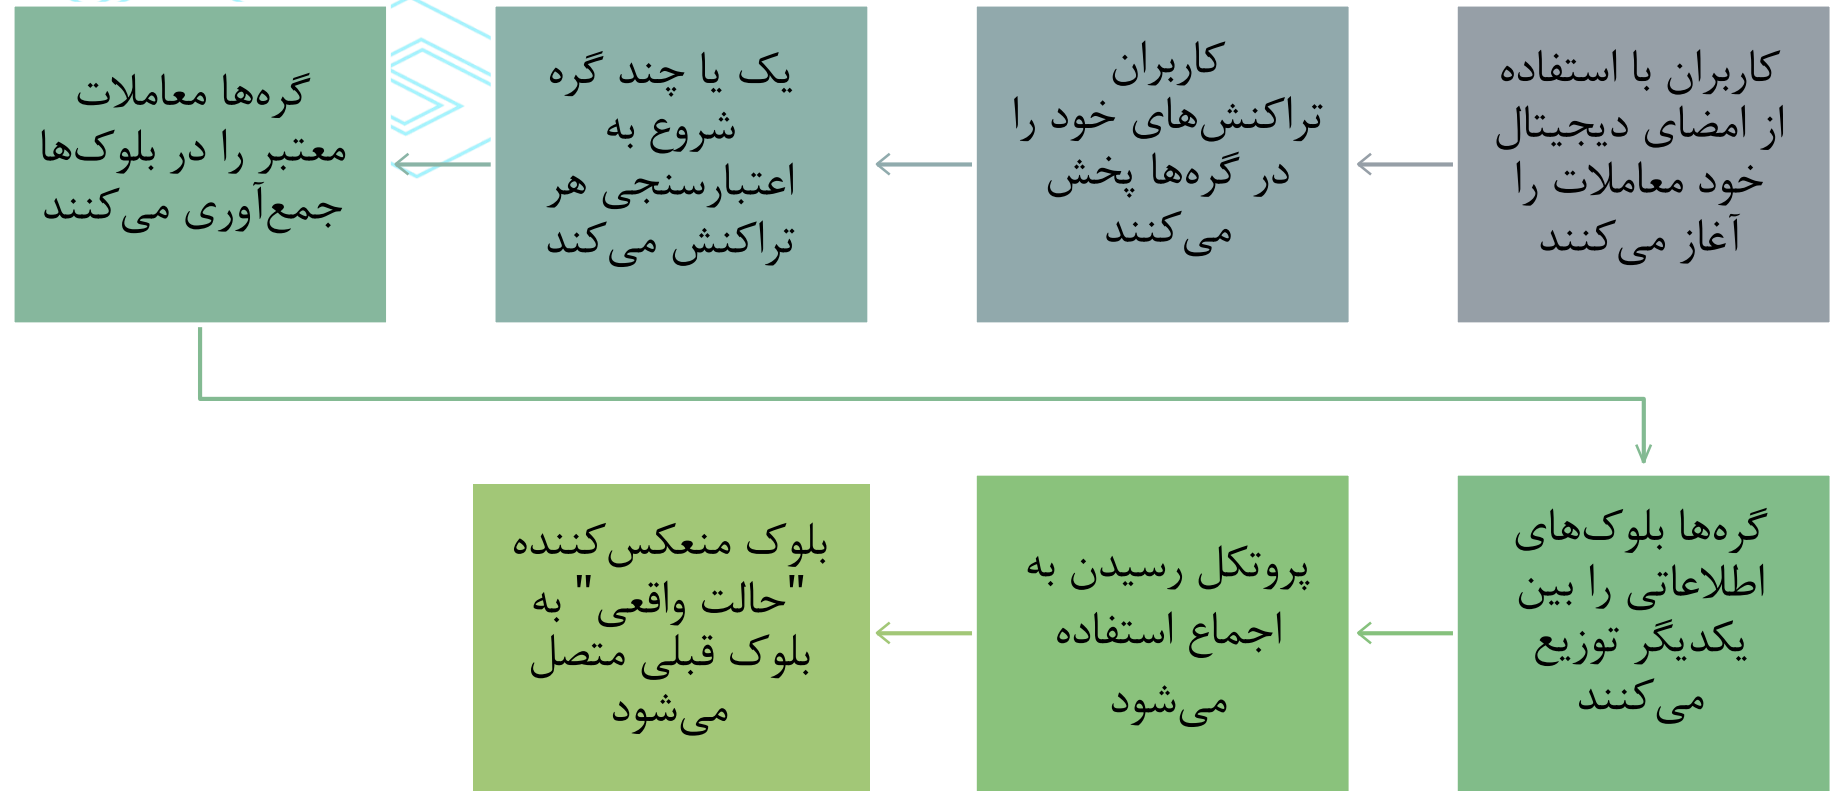 کاربران با استفاده
از امضای دیجیتال
خود معاملات را
آغاز می‌کنند
کاربران
تراکنش‌های خود را
در گره‌ها پخش
می‌کنند
یک یا چند گره
شروع به
اعتبارسنجی هر
تراکنش می‌کند
گره‌ها معاملات
معتبر را در بلوک‌ها
جمع‌آوری می‌کنند
گره‌ها بلوک‌های
اطلاعاتی را بین
یکدیگر توزیع
می‌کنند
پروتکل رسیدن به
اجماع استفاده
می‌شود
بلوک منعکس‌کننده
"حالت واقعی" به
بلوک قبلی متصل
می‌شود